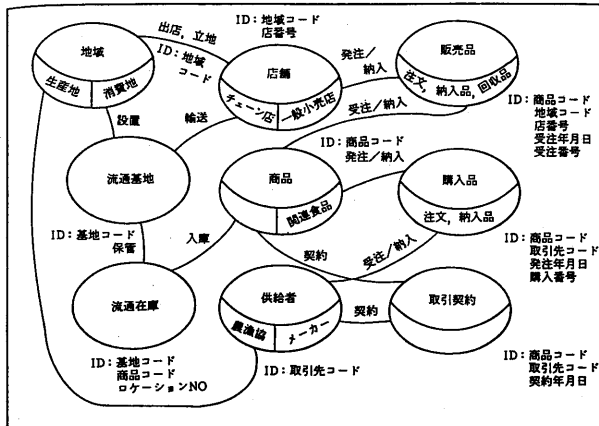 出店，立地
ID：地域コード
店番号
地域
生産地
消費地
ID：地域
コード
店舗
チェーン店
一般小売店
発注／
納入
販売品
注文，納入品，回収品
設置
輸送
受注／納入
ID：商品コード
地域コード
店番号
受注年月日
受注番号
流通基地
ID：商品コード
発注／納入
商品
関連食品
購入品
注文，納入品
ID：基地コード
保管
入庫
契約
受注／納入
ID：商品コード
取引先コード
発注年月日
購入番号
流通在庫
供給者
農漁協
メーカー
契約
取引契約
ID：基地コード
商品コード
ロケーションNO
ID：取引先コード
ID：商品コード
取引先コード
契約年月日